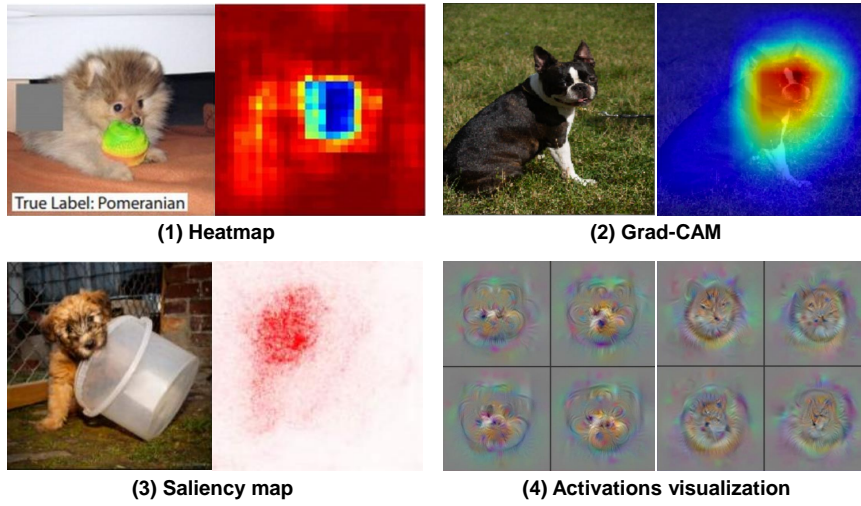 True Label: Pomeranian
(1) Heatmap
(2) Grad-CAM
(3) Saliency map
(4) Activations visualization